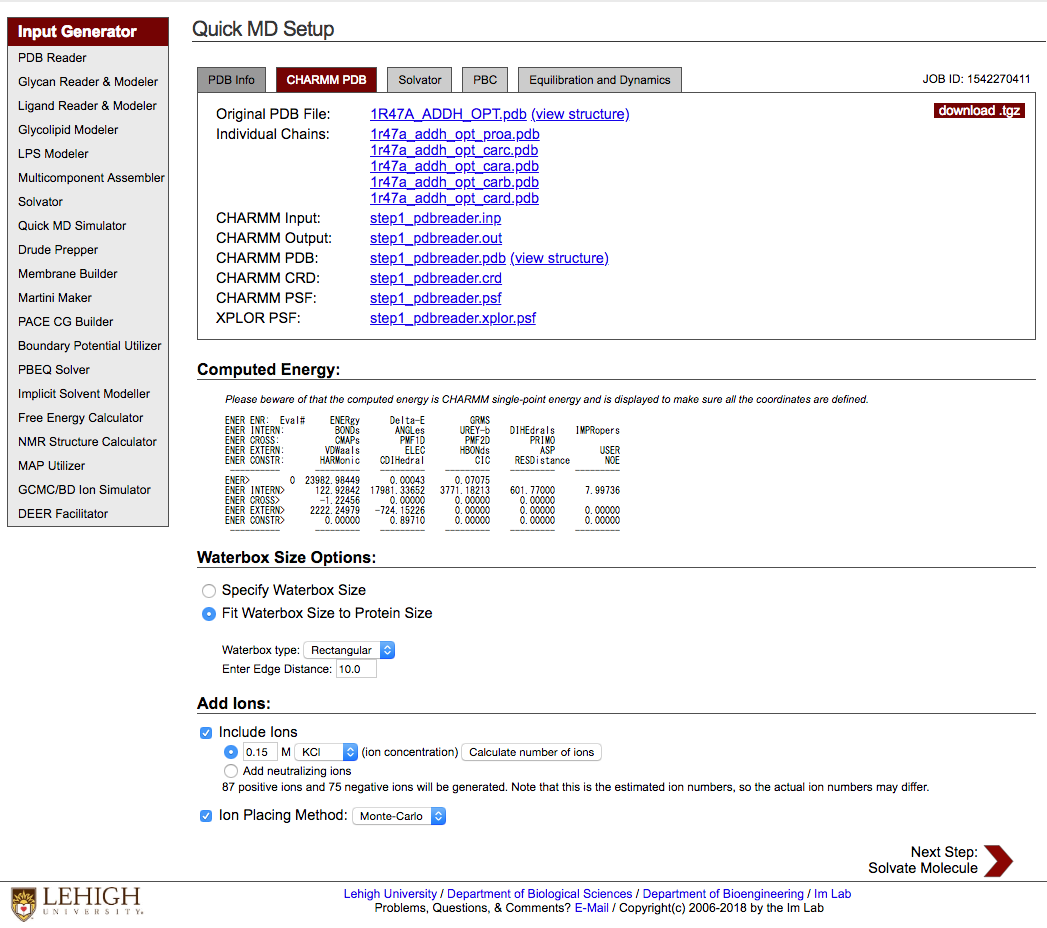 Input Generator
PDB Reader
Glycan Reader & Modeler
Ligand Reader & Modeler
Glycolipid Modeler
LPS Modeler
Multicomponent Assembler
Solvator
Quick MD Simulator
Drude Prepper
Membrane Builder
Martini Maker
PACE CG Builder
Boundary Potential Utilizer
PBEQ Solver
Implicit Solvent Modeller
Free Energy Calculator
NMR Structure Calculator
MAP Utilizer
GCMC/BD Ion Simulator
DEER Facilitator
Quick MD Setup
PDB Info CHARMM PDB Solvator PBC Equilibration and Dynamics JOB ID: 1542270411
download .tgz
Original PDB File: 1R47A_ADDH_OPT.pdb (view structure)
Individual Chains: 1r47a_addh_opt_proa.pdb
1r47a_addh_opt_carc.pdb
1r47a_addh_opt_cara.pdb
1r47a_addh_opt_carb.pdb
1r47a_addh_opt_card.pdb
CHARMM Input: step1_pdbreader.inp
CHARMM Output: step1_pdbreader.out
CHARMM PDB: step1_pdbreader.pdb (view structure)
CHARMM CRD: step1_pdbreader.crd
CHARMM PSF: step1_pdbreader.psf
XPLOR PSF: step1_pdbreader.xplor.psf
Computed Energy:
Please beware of that the computed energy is CHARMM single-point energy and is displayed to make sure all the coordinates are defined.
ENER ENR: Eval# ENERgy Delta-E GRMS
ENER INTERN: BONDs ANGLes UREY-b DIHEdrals IMPRopers
ENER CROSS: CMAPs PMF1D PMF2D PRIMO
ENER EXTERN: VDWaals ELEC HBONds ASP USER
ENER CONSTR: HARMonic CDIHedral CIC RESDistance NOE
---------- --------- --------- --------- --------- ---------
ENER> 0 23982.98449 0.00043 0.07075
ENER INTERN> 122.92842 17981.33652 3771.18213 601.77000 7.99736
ENER CROSS> -1.22456 0.00000 0.00000 0.00000
ENER EXTERN> 2222.24979 -724.15226 0.00000 0.00000 0.00000
ENER CONSTR> 0.00000 0.89710 0.00000 0.00000 0.00000
---------- --------- --------- --------- --------- ---------
Waterbox Size Options:
Specify Waterbox Size
Fit Waterbox Size to Protein Size
Waterbox type: Rectangular
Enter Edge Distance: 10.0
Add Ions:
Include Ions
0.15 M KCl (ion concentration) Calculate number of ions
Add neutralizing ions
87 positive ions and 75 negative ions will be generated. Note that this is the estimated ion numbers, so the actual ion numbers may differ.
Ion Placing Method: Monte-Carlo
Next Step:
Solvate Molecule
LEHIGH
UNIVERSITY.
Lehigh University / Department of Biological Sciences / Department of Bioengineering / Im Lab
Problems, Questions, & Comments? E-Mail / Copyright(c) 2006-2018 by the Im Lab